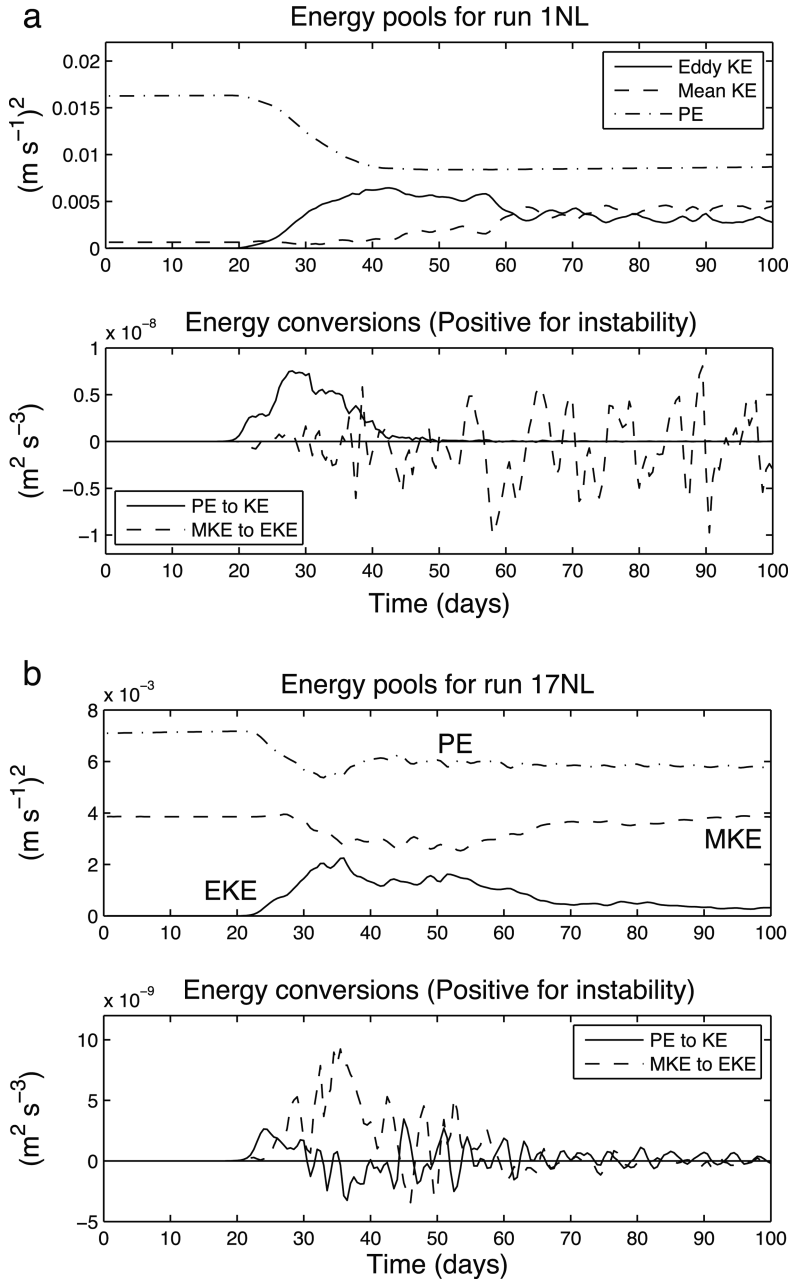 a
Energy pools for run 1NL
0.02
0.015
0.01
0.005
0
(m s⁻¹)²
Eddy KE
Mean KE
PE
0 10 20 30 40 50 60 70 80 90 100
x 10⁻⁸
Energy conversions (Positive for instability)
1
0.5
0
−0.5
−1
(m² s⁻³)
PE to KE
MKE to EKE
0 10 20 30 40 50 60 70 80 90 100
Time (days)
b
x 10⁻³
Energy pools for run 17NL
8
6
4
2
0
(m s⁻¹)²
PE
MKE
EKE
0 10 20 30 40 50 60 70 80 90 100
x 10⁻⁹
Energy conversions (Positive for instability)
10
5
0
−5
(m² s⁻³)
PE to KE
MKE to EKE
0 10 20 30 40 50 60 70 80 90 100
Time (days)